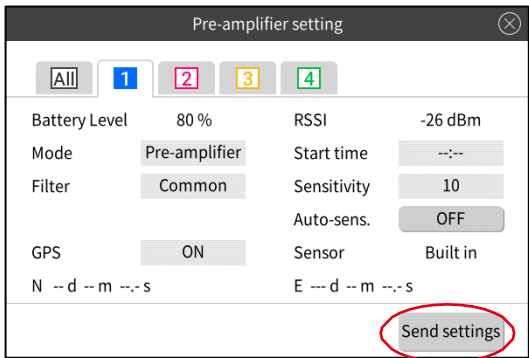 Pre-amplifier setting
All 1 2 3 4
Battery Level 80 % RSSI -26 dBm
Mode Pre-amplifier Start time --:--
Filter Common Sensitivity 10
Auto-sens. OFF
GPS ON Sensor Built in
N -- d -- m --.- s E --- d -- m --.- s
Send settings